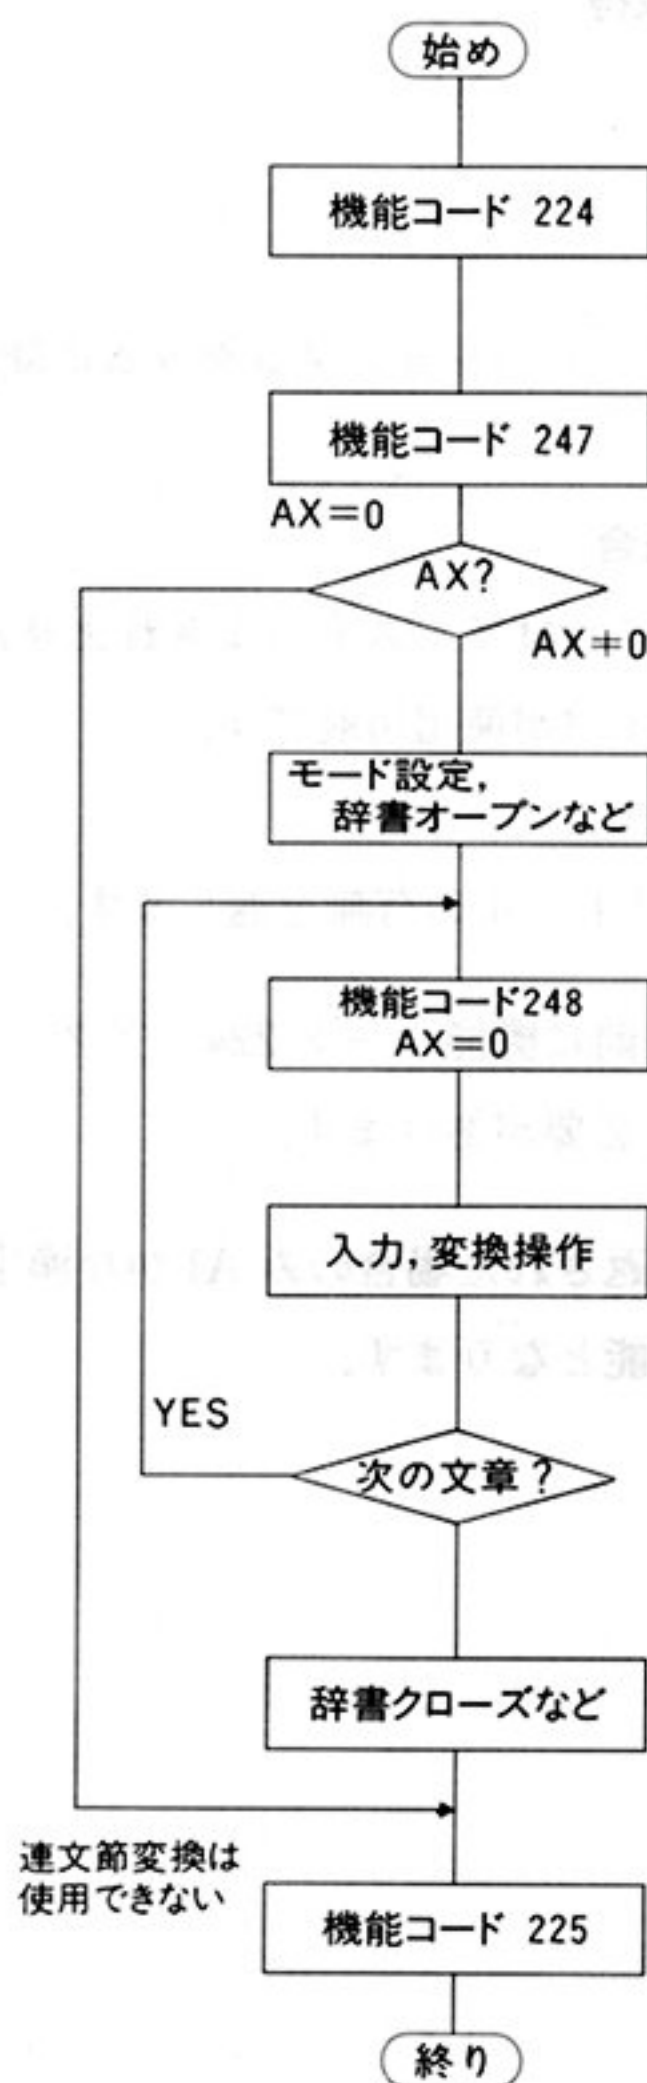 始め
機能コード 224
機能コード 247
AX=0
AX?
AX≠0
モード設定,
辞書オープンなど
機能コード248
AX=0
入力,変換操作
YES
次の文章?
辞書クローズなど
連文節変換は
使用できない
機能コード 225
終り